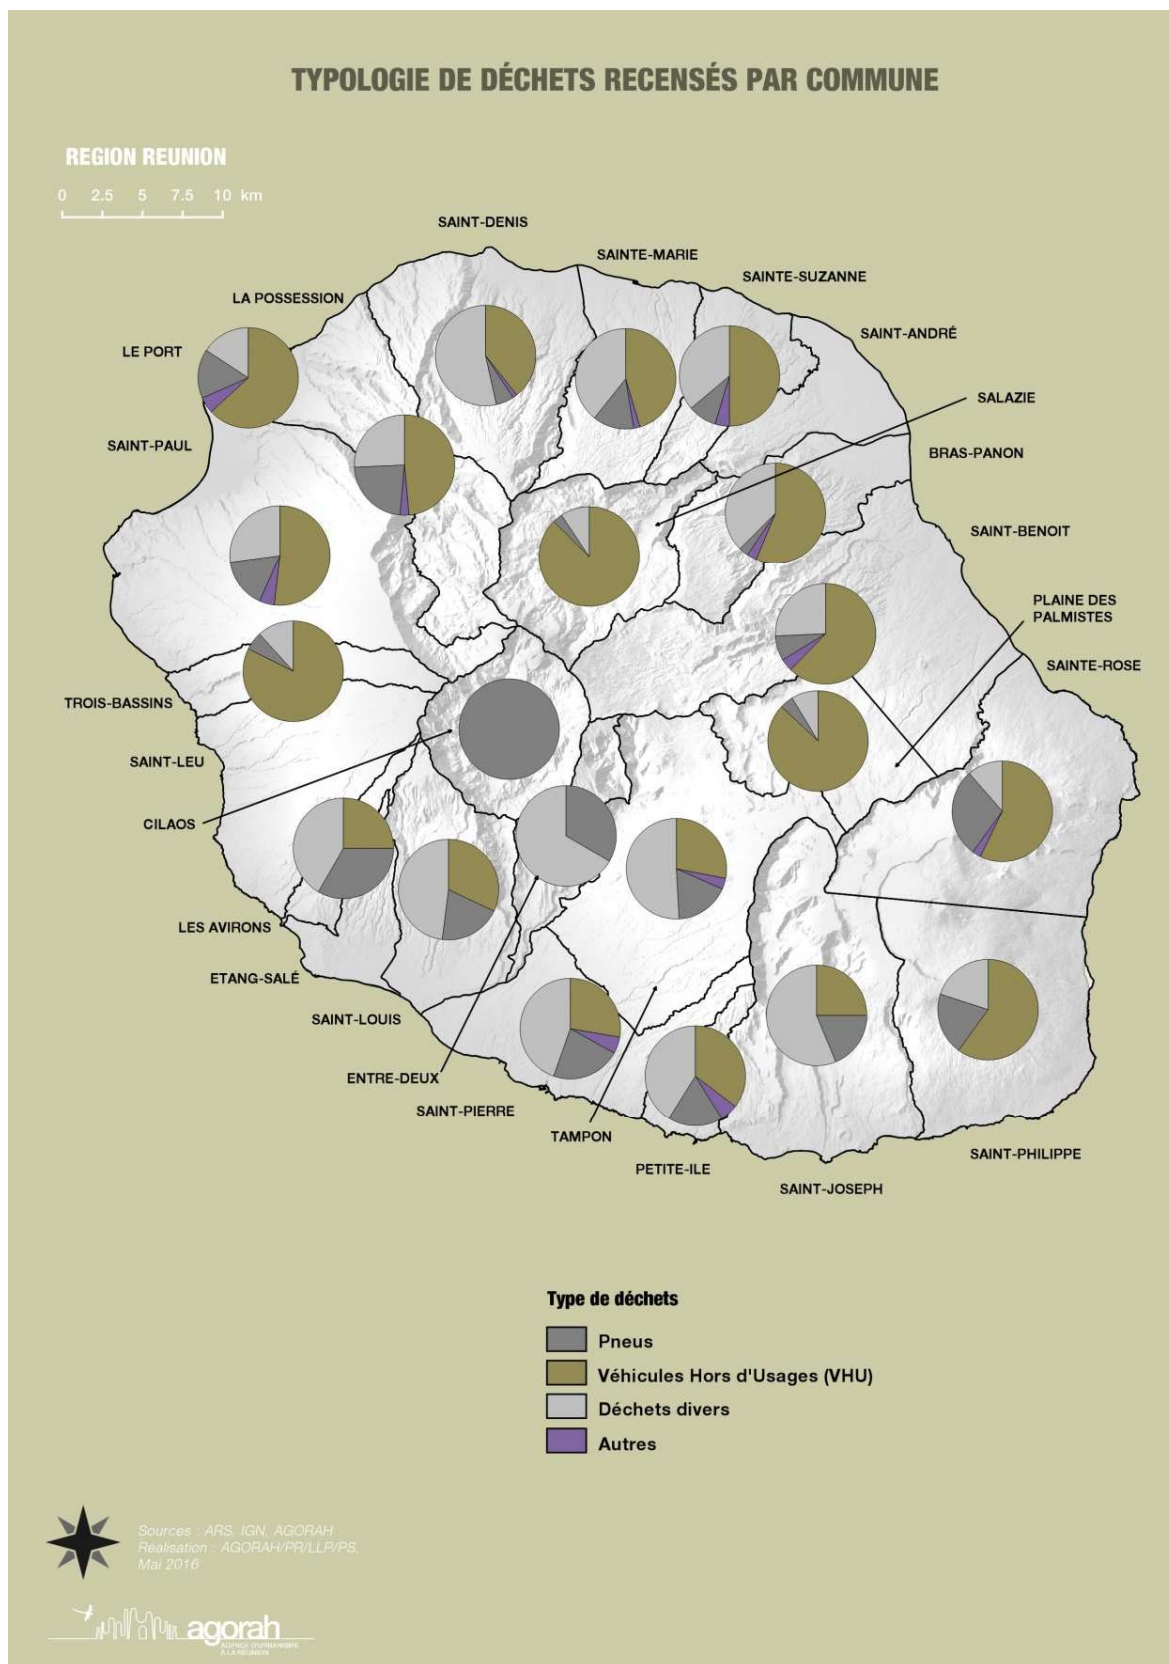 TYPOLOGIE DE DÉCHETS RECENSÉS PAR COMMUNE
REGION REUNION
0 2.5 5 7.5 10 km
SAINT-DENIS
SAINTE-MARIE
SAINTE-SUZANNE
LA POSSESSION
SAINT-ANDRÉ
LE PORT
SALAZIE
SAINT-PAUL
BRAS-PANON
SAINT-BENOIT
PLAINE DES
PALMISTES
SAINTE-ROSE
TROIS-BASSINS
SAINT-LEU
CILAOS
LES AVIRONS
ETANG-SALÉ
SAINT-LOUIS
ENTRE-DEUX
SAINT-PIERRE
TAMPON
PETITE-ILE
SAINT-JOSEPH
SAINT-PHILIPPE
Type de déchets
Pneus
Véhicules Hors d'Usages (VHU)
Déchets divers
Autres
Sources : ARS, IGN, AGORAH
Réalisation : AGORAH/PR/LLP/PS,
Mai 2016
agorah
AGENCE D'URBANISME
À LA RÉUNION